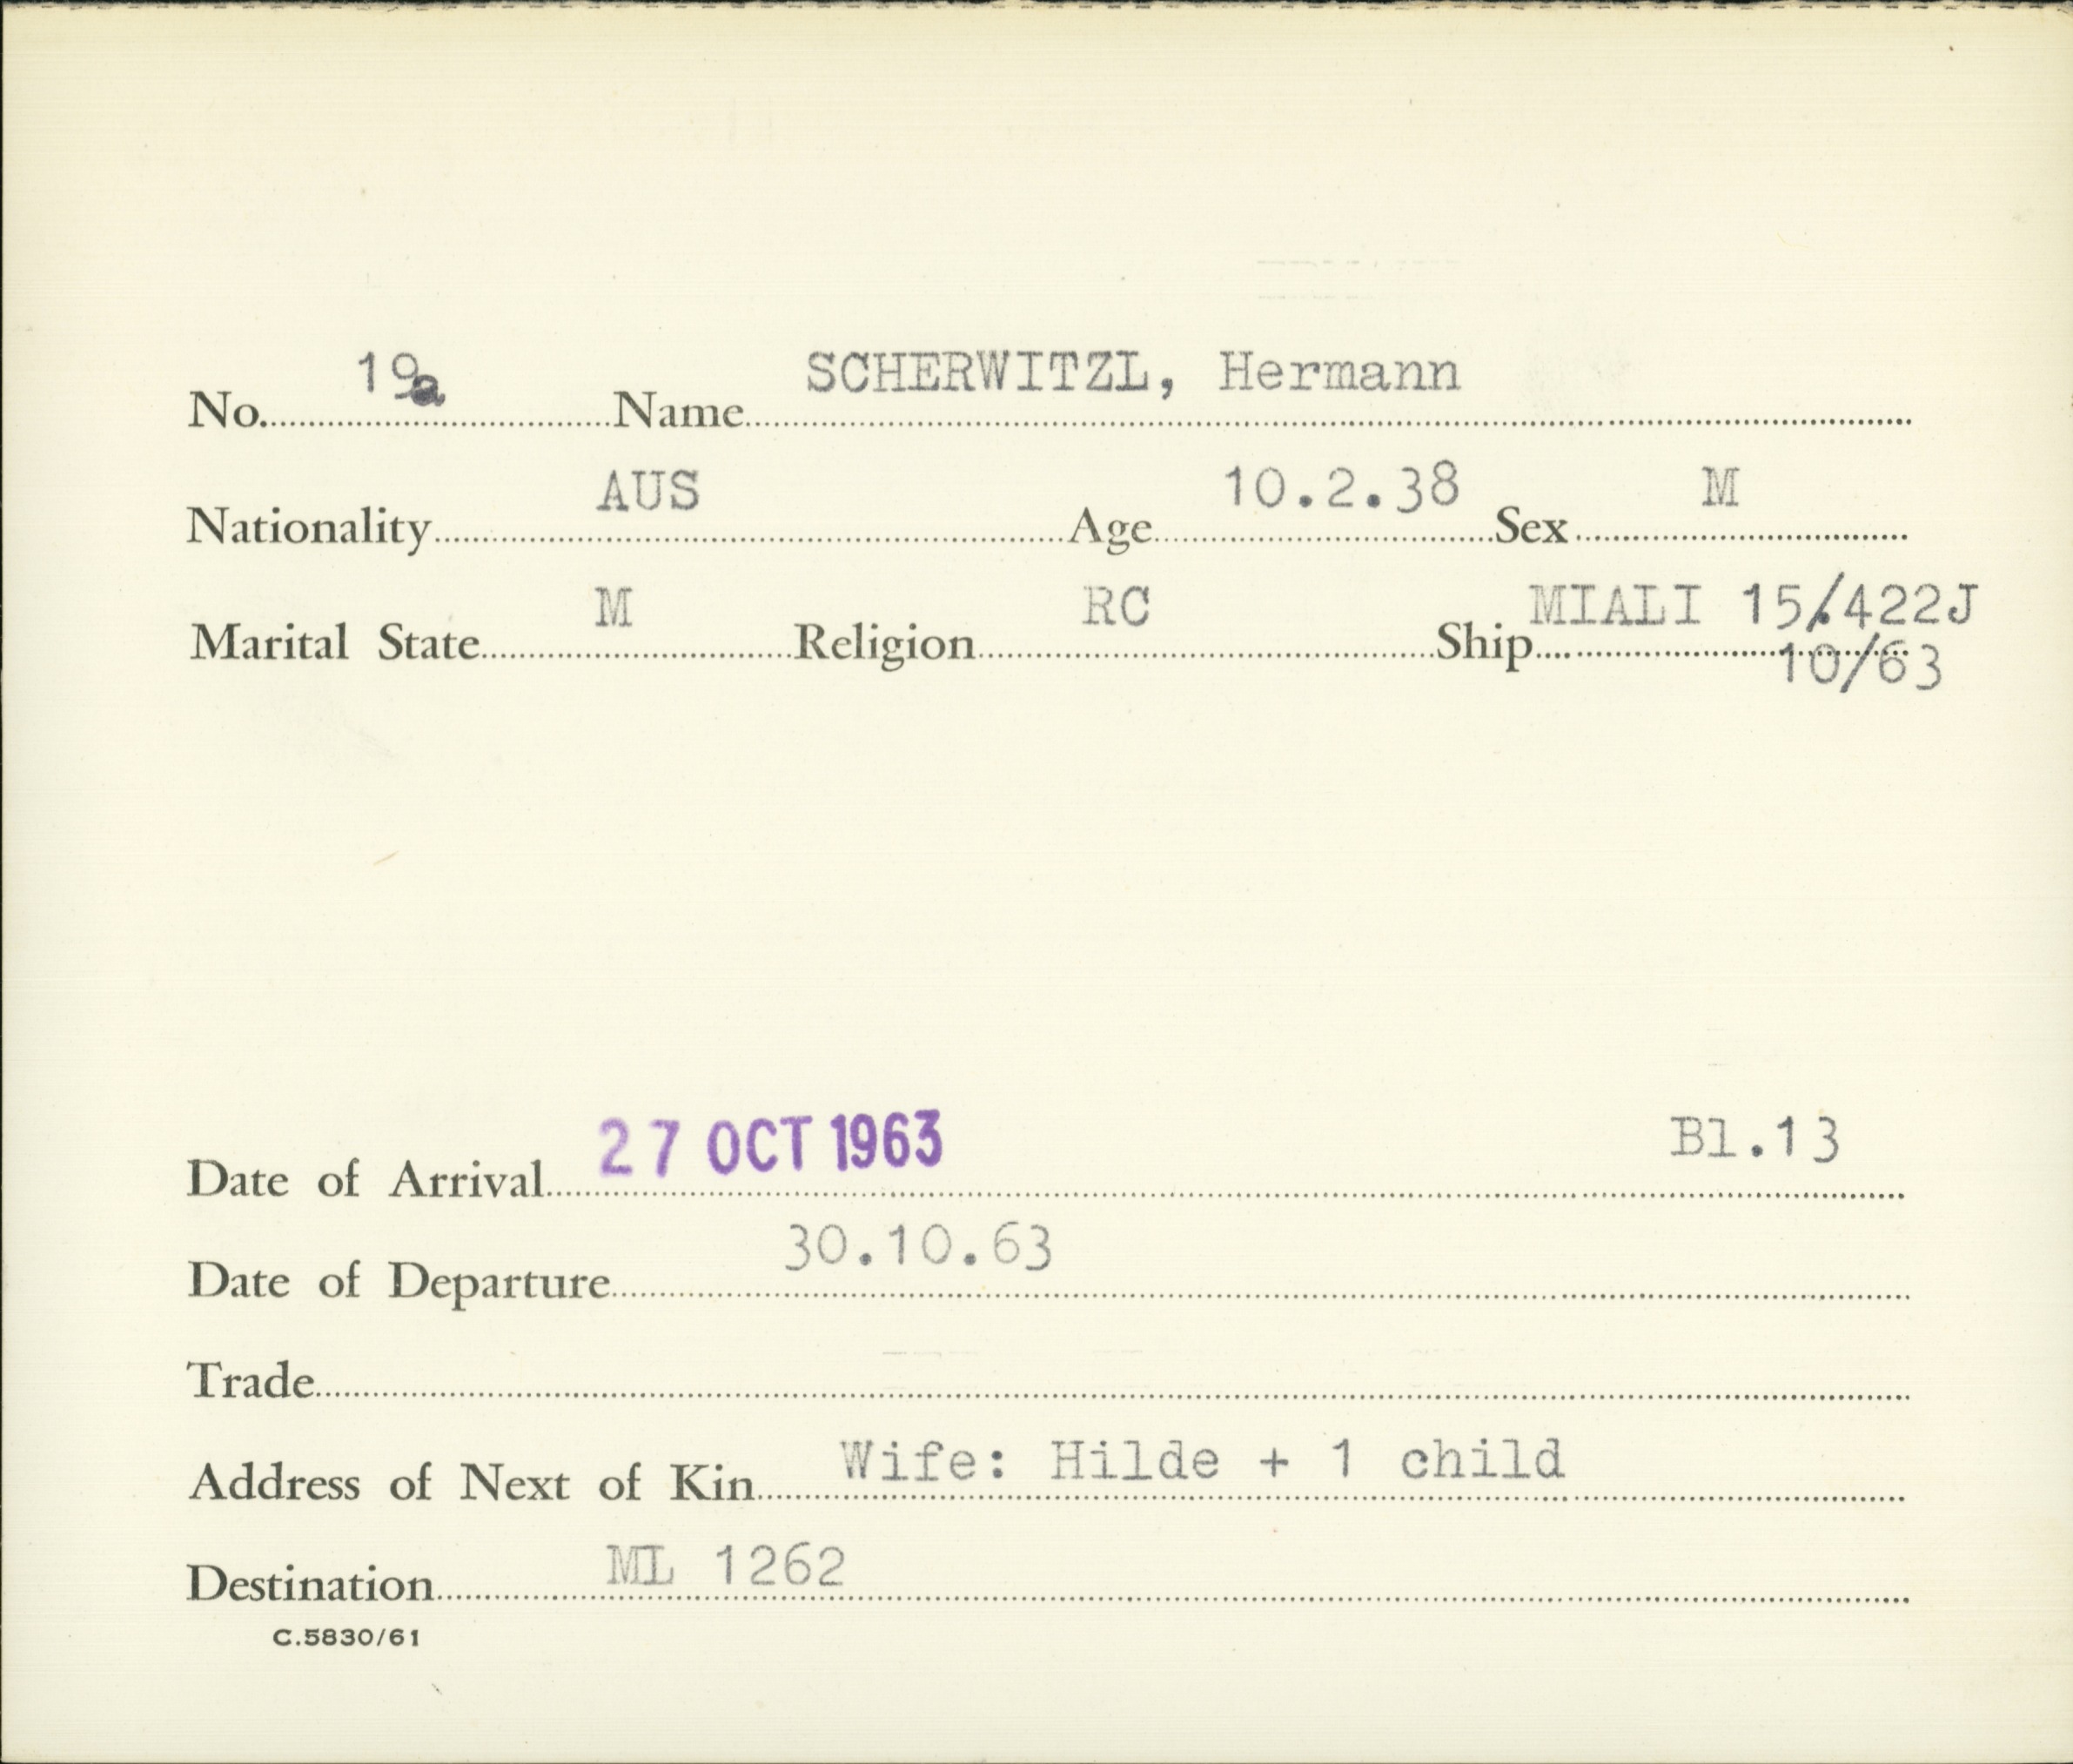 No. 19a Name SCHERWITZL, Hermann
Nationality AUS Age 10.2.38 Sex M
Marital State M Religion RC Ship MIALI 15/422J
10/63
Date of Arrival 27 OCT 1963 Bl.13
Date of Departure 30.10.63
Trade
Address of Next of Kin Wife: Hilde + 1 child
Destination ML 1262
C.5830/61